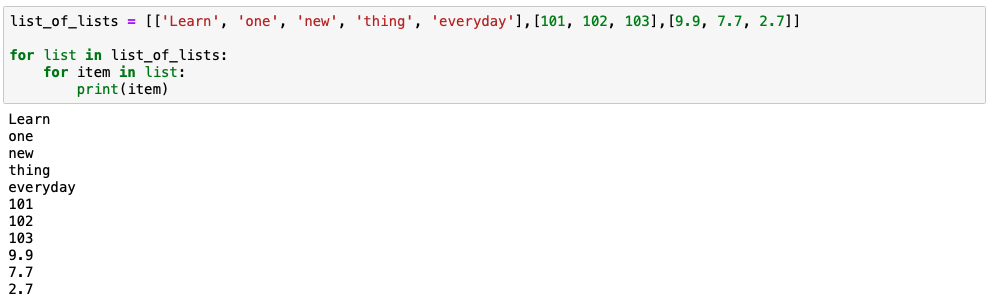 list_of_lists = [['Learn', 'one', 'new', 'thing', 'everyday'],[101, 102, 103],[9.9, 7.7, 2.7]]

for list in list_of_lists:
    for item in list:
        print(item)
Learn
one
new
thing
everyday
101
102
103
9.9
7.7
2.7